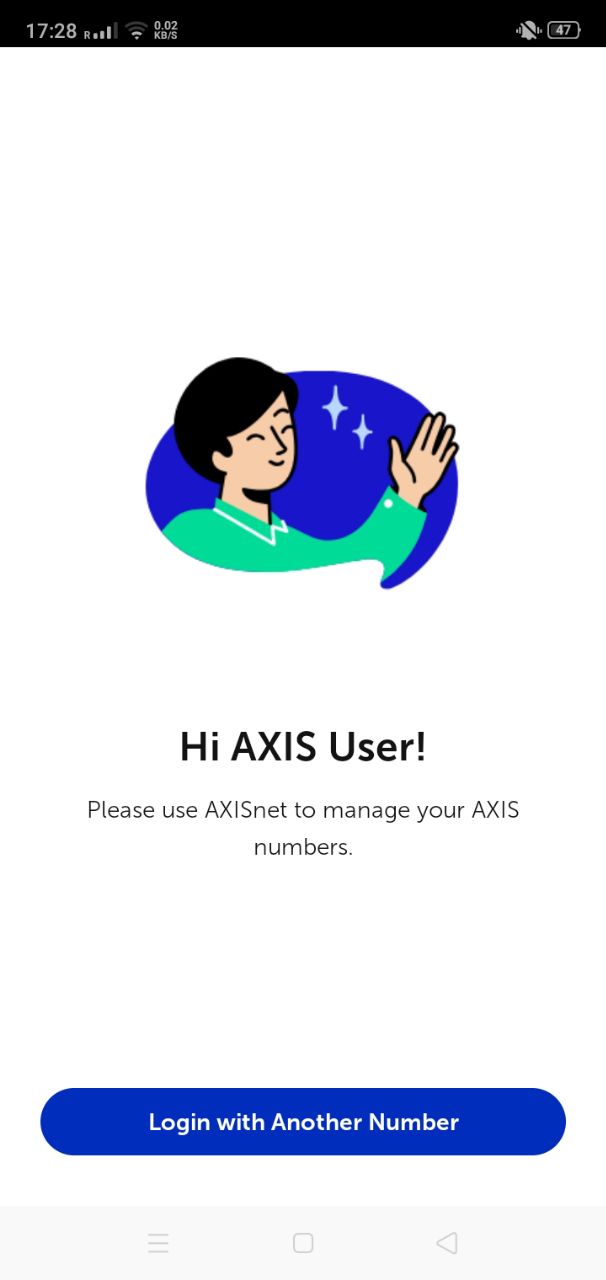 17:28 R 0.02 KB/S 47
Hi AXIS User!
Please use AXISnet to manage your AXIS
numbers.
Login with Another Number